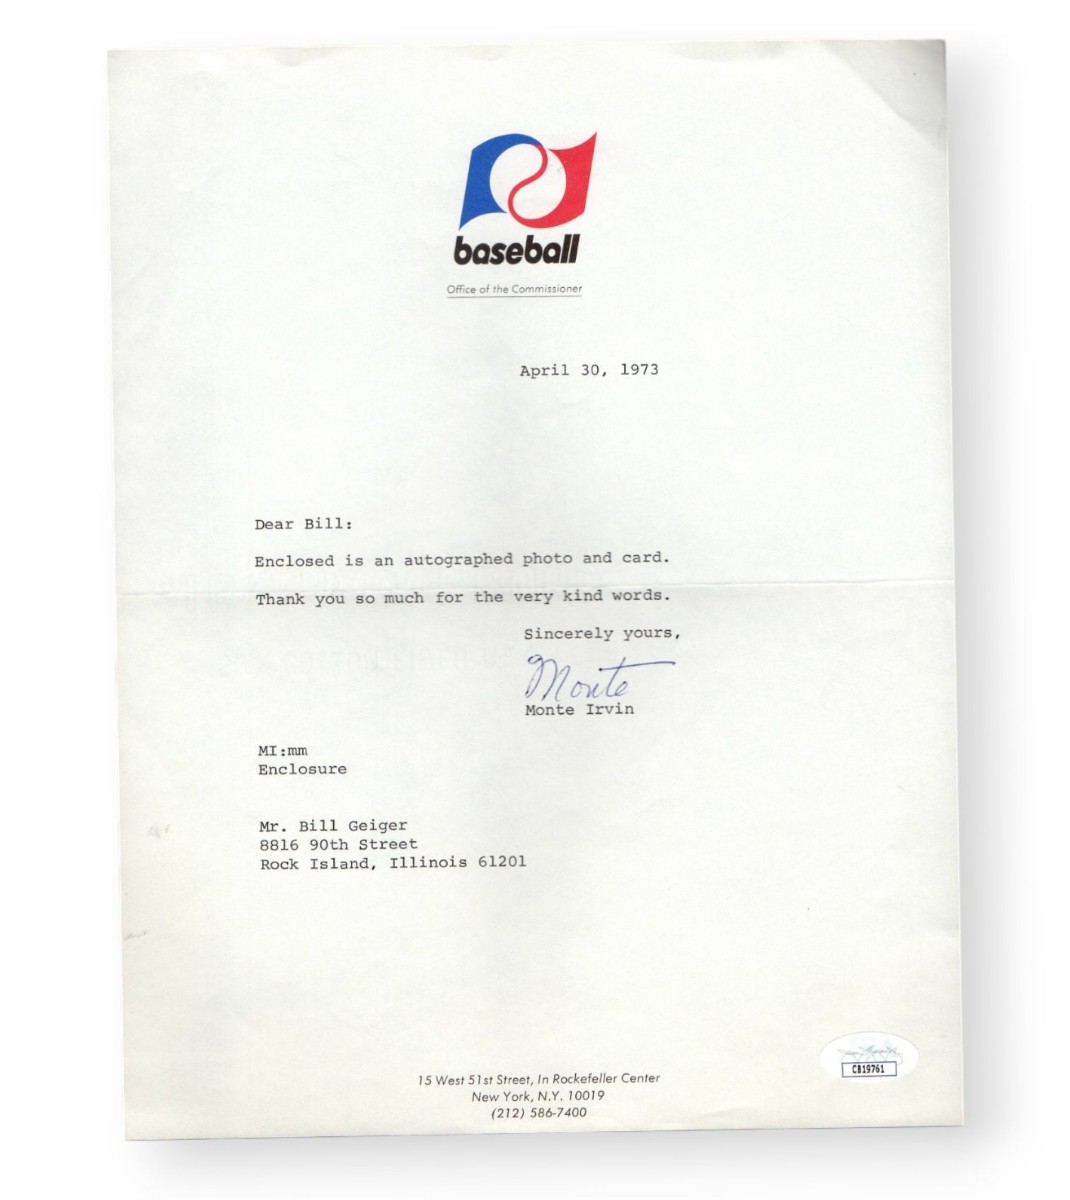 baseball
Office of the Commissioner
April 30, 1973
Dear Bill:
Enclosed is an autographed photo and card.
Thank you so much for the very kind words.
Sincerely yours,
Monte
Monte Irvin
MI:mm
Enclosure
Mr. Bill Geiger
8816 90th Street
Rock Island, Illinois 61201
CB19761
15 West 51st Street, In Rockefeller Center
New York, N.Y. 10019
(212) 586-7400